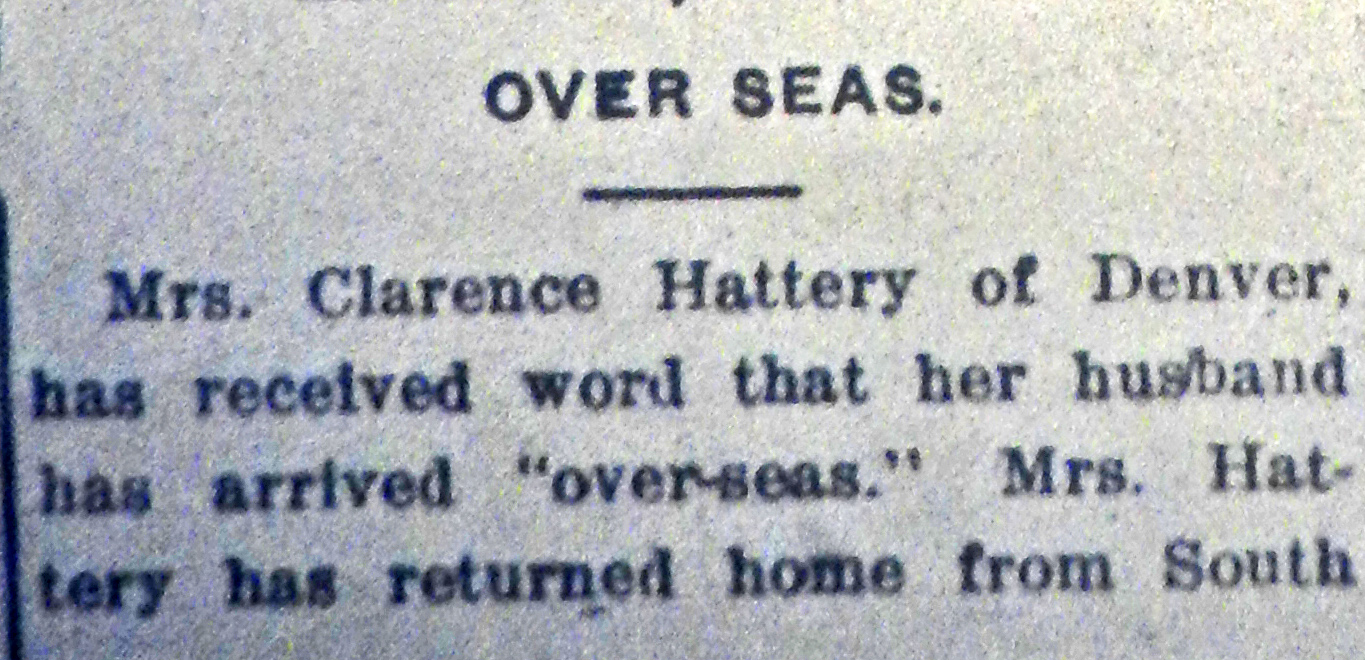 OVER SEAS.
Mrs. Clarence Hattery of Denver,
has received word that her husband
has arrived "over-seas." Mrs. Hat-
tery has returned home from South